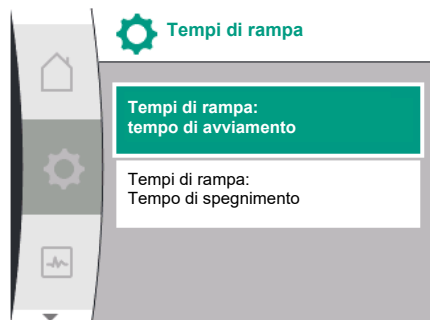 Tempi di rampa
Tempi di rampa:
tempo di avviamento
Tempi di rampa:
Tempo di spegnimento